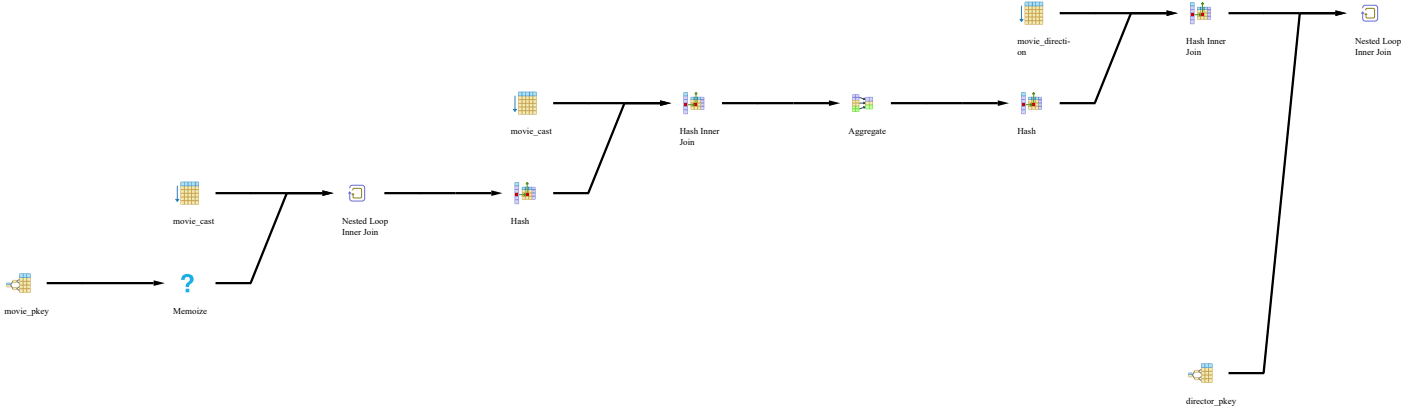 movie_directi-
on
Hash Inner
Join
Nested Loop
Inner Join
movie_cast
Hash Inner
Join
Aggregate
Hash
movie_cast
Nested Loop
Inner Join
Hash
movie_pkey
?
Memoize
director_pkey